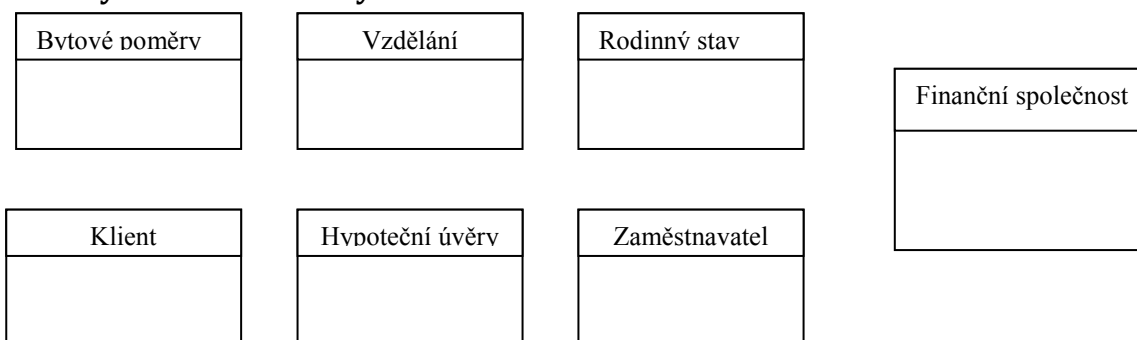 Bytové poměry
Vzdělání
Rodinný stav
Finanční společnost
Klient
Hypoteční úvěry
Zaměstnavatel